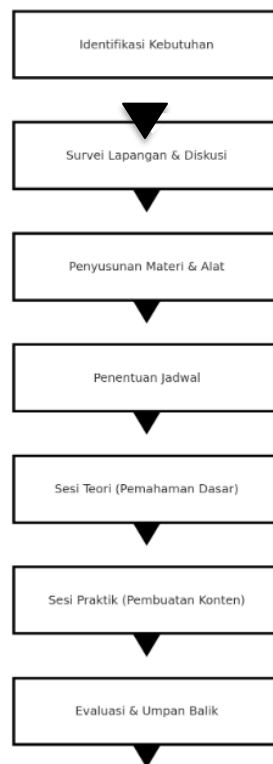 Identifikasi Kebutuhan
Survei Lapangan & Diskusi
Penyusunan Materi & Alat
Penentuan Jadwal
Sesi Teori (Pemahaman Dasar)
Sesi Praktik (Pembuatan Konten)
Evaluasi & Umpan Balik